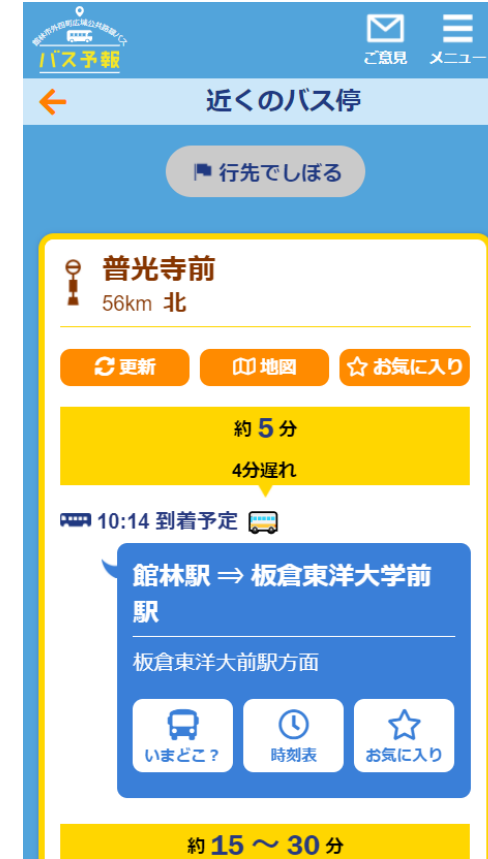 館林市外四町広域公共路線バス
バス予報
ご意見
メニュー
近くのバス停
行先でしぼる
普光寺前
56km 北
更新
地図
お気に入り
約 5 分
4分遅れ
10:14 到着予定
館林駅 ⇒ 板倉東洋大学前
駅
板倉東洋大前駅方面
いまどこ？
時刻表
お気に入り
約 15 〜 30 分